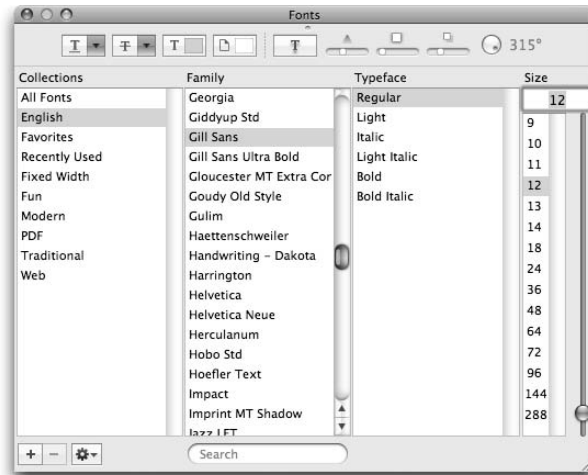 Fonts
T T T T 315°
Collections Family Typeface Size
All Fonts
English
Favorites
Recently Used
Fixed Width
Fun
Modern
PDF
Traditional
Web
Georgia
Giddyup Std
Gill Sans
Gill Sans Ultra Bold
Gloucester MT Extra Cor
Goudy Old Style
Gulim
Haettenschweiler
Handwriting – Dakota
Harrington
Helvetica
Helvetica Neue
Herculanum
Hobo Std
Hoefler Text
Impact
Imprint MT Shadow
Jazz LET
Regular
Light
Italic
Light Italic
Bold
Bold Italic
12
9
10
11
12
13
14
18
24
36
48
64
72
96
144
288
Search